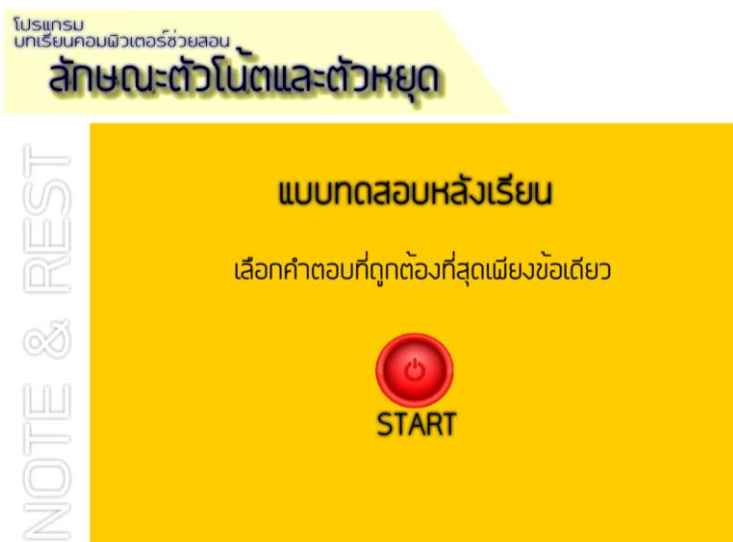 โปรแกรม
บทเรียนคอมพิวเตอร์ช่วยสอน
ลักษณะตัวโน้ตและตัวหยุด
NOTE & REST
แบบทดสอบหลังเรียน
เลือกคำตอบที่ถูกต้องที่สุดเพียงข้อเดียว
START